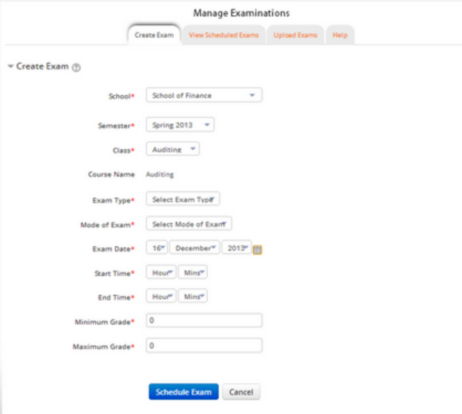 Manage Examinations
Create Exam View Scheduled Exams Upload Exams Help
Create Exam
School* School of Finance
Semester* Spring 2013
Class* Auditing
Course Name Auditing
Exam Type* Select Exam Type
Mode of Exam* Select Mode of Exam
Exam Date* 16 December 2013
Start Time* Hour Mins
End Time* Hour Mins
Minimum Grade* 0
Maximum Grade* 0
Schedule Exam Cancel